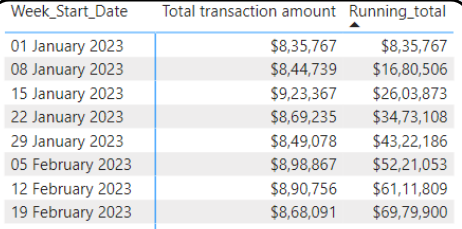 Week_Start_Date Total transaction amount Running_total
01 January 2023 $8,35,767 $8,35,767
08 January 2023 $8,44,739 $16,80,506
15 January 2023 $9,23,367 $26,03,873
22 January 2023 $8,69,235 $34,73,108
29 January 2023 $8,49,078 $43,22,186
05 February 2023 $8,98,867 $52,21,053
12 February 2023 $8,90,756 $61,11,809
19 February 2023 $8,68,091 $69,79,900